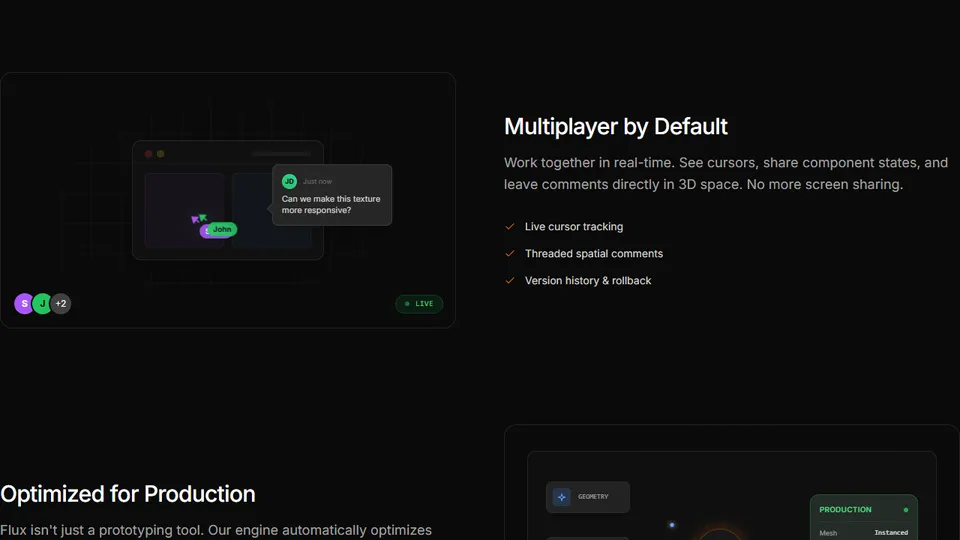 Multiplayer by Default
Work together in real-time. See cursors, share component states, and
leave comments directly in 3D space. No more screen sharing.
Live cursor tracking
Threaded spatial comments
Version history & rollback
JD Just now
Can we make this texture
more responsive?
John
S J +2
LIVE
Optimized for Production
Flux isn't just a prototyping tool. Our engine automatically optimizes
GEOMETRY
PRODUCTION
Mesh Instanced